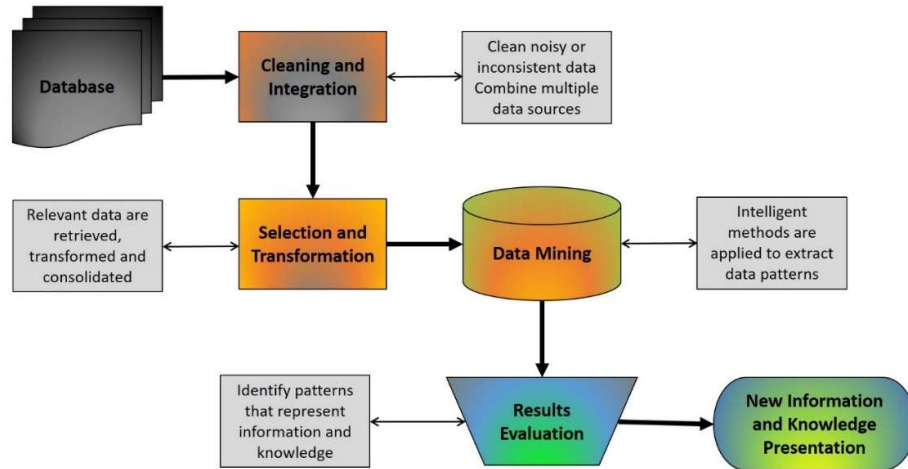 Database
Cleaning and
Integration
Clean noisy or
inconsistent data
Combine multiple
data sources
Relevant data are
retrieved,
transformed and
consolidated
Selection and
Transformation
Data Mining
Intelligent
methods are
applied to extract
data patterns
Identify patterns
that represent
information and
knowledge
Results
Evaluation
New Information
and Knowledge
Presentation